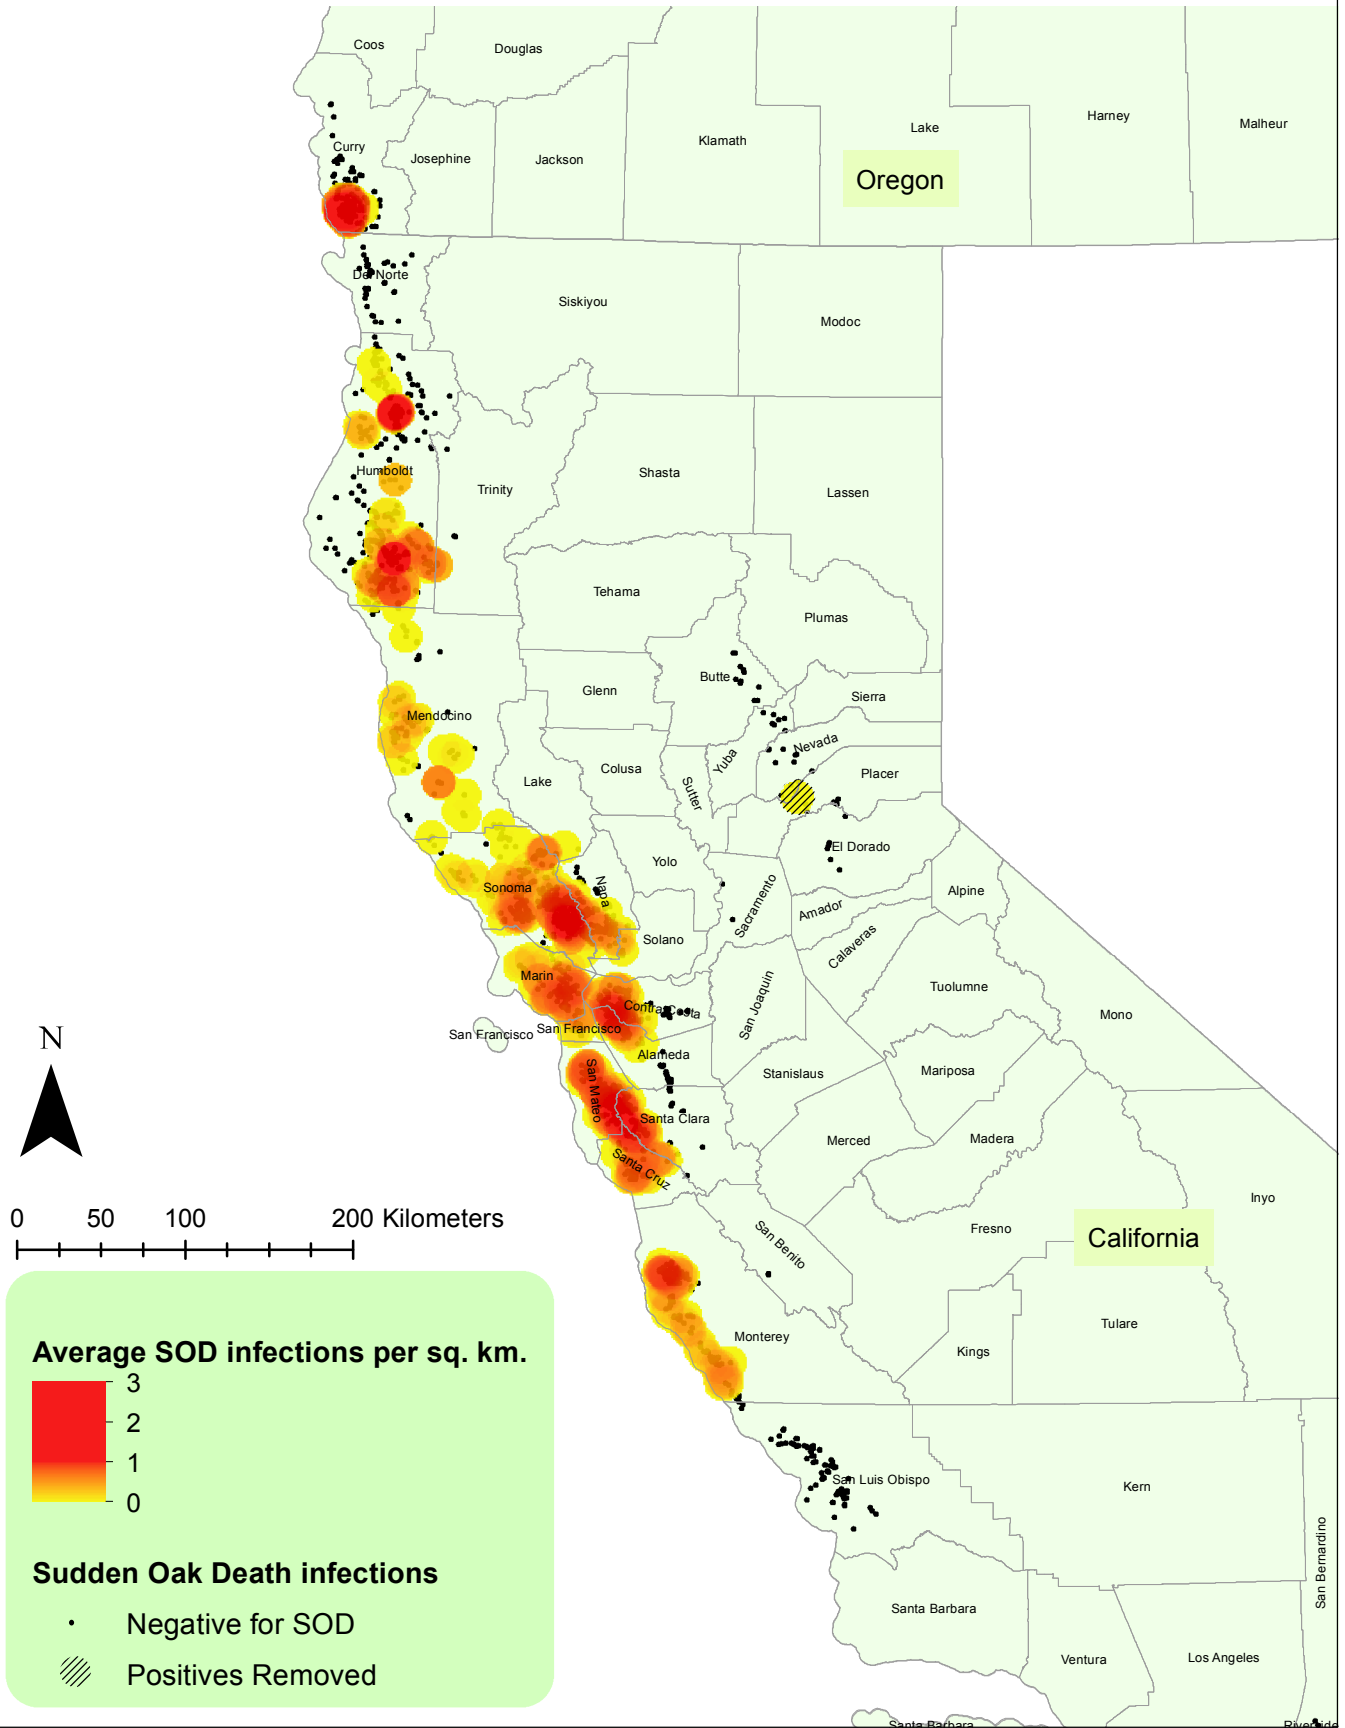 Coos
Douglas
Klamath
Lake
Harney
Malheur
Curry
Josephine
Jackson
Oregon
Del Norte
Siskiyou
Modoc
Humboldt
Trinity
Shasta
Lassen
Tehama
Plumas
Butte
Glenn
Sierra
Mendocino
Nevada
Yuba
Placer
Lake
Colusa
Sutter
El Dorado
Yolo
Sonoma
Napa
Sacramento
Alpine
Amador
Solano
Calaveras
Marin
Tuolumne
Contra Costa
San Joaquin
Mono
San Francisco
San Francisco
N
Alameda
Stanislaus
Mariposa
San Mateo
Santa Clara
Merced
Madera
Santa Cruz
Inyo
0 50 100 200 Kilometers
San Benito
Fresno
California
Monterey
Tulare
Kings
Average SOD infections per sq. km.
3
2
1
0
San Luis Obispo
Kern
San Bernardino
Sudden Oak Death infections
Negative for SOD
Positives Removed
Santa Barbara
Ventura
Los Angeles
Santa Barbara
Riverside